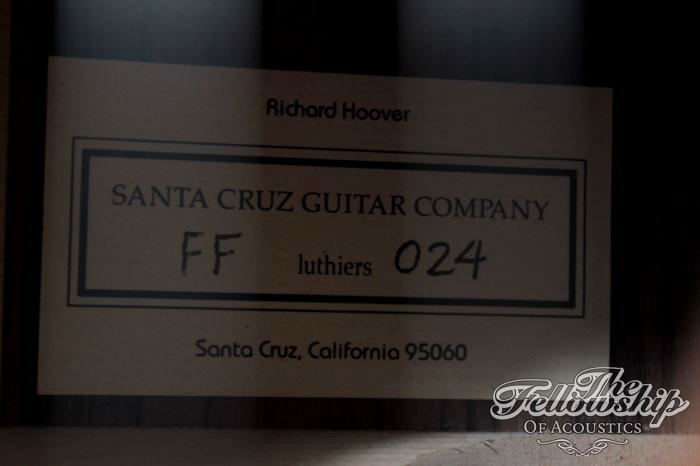 Richard Hoover
SANTA CRUZ GUITAR COMPANY
FF luthiers 024
Santa Cruz, California 95060
The
Fellowship
OF ACOUSTICS